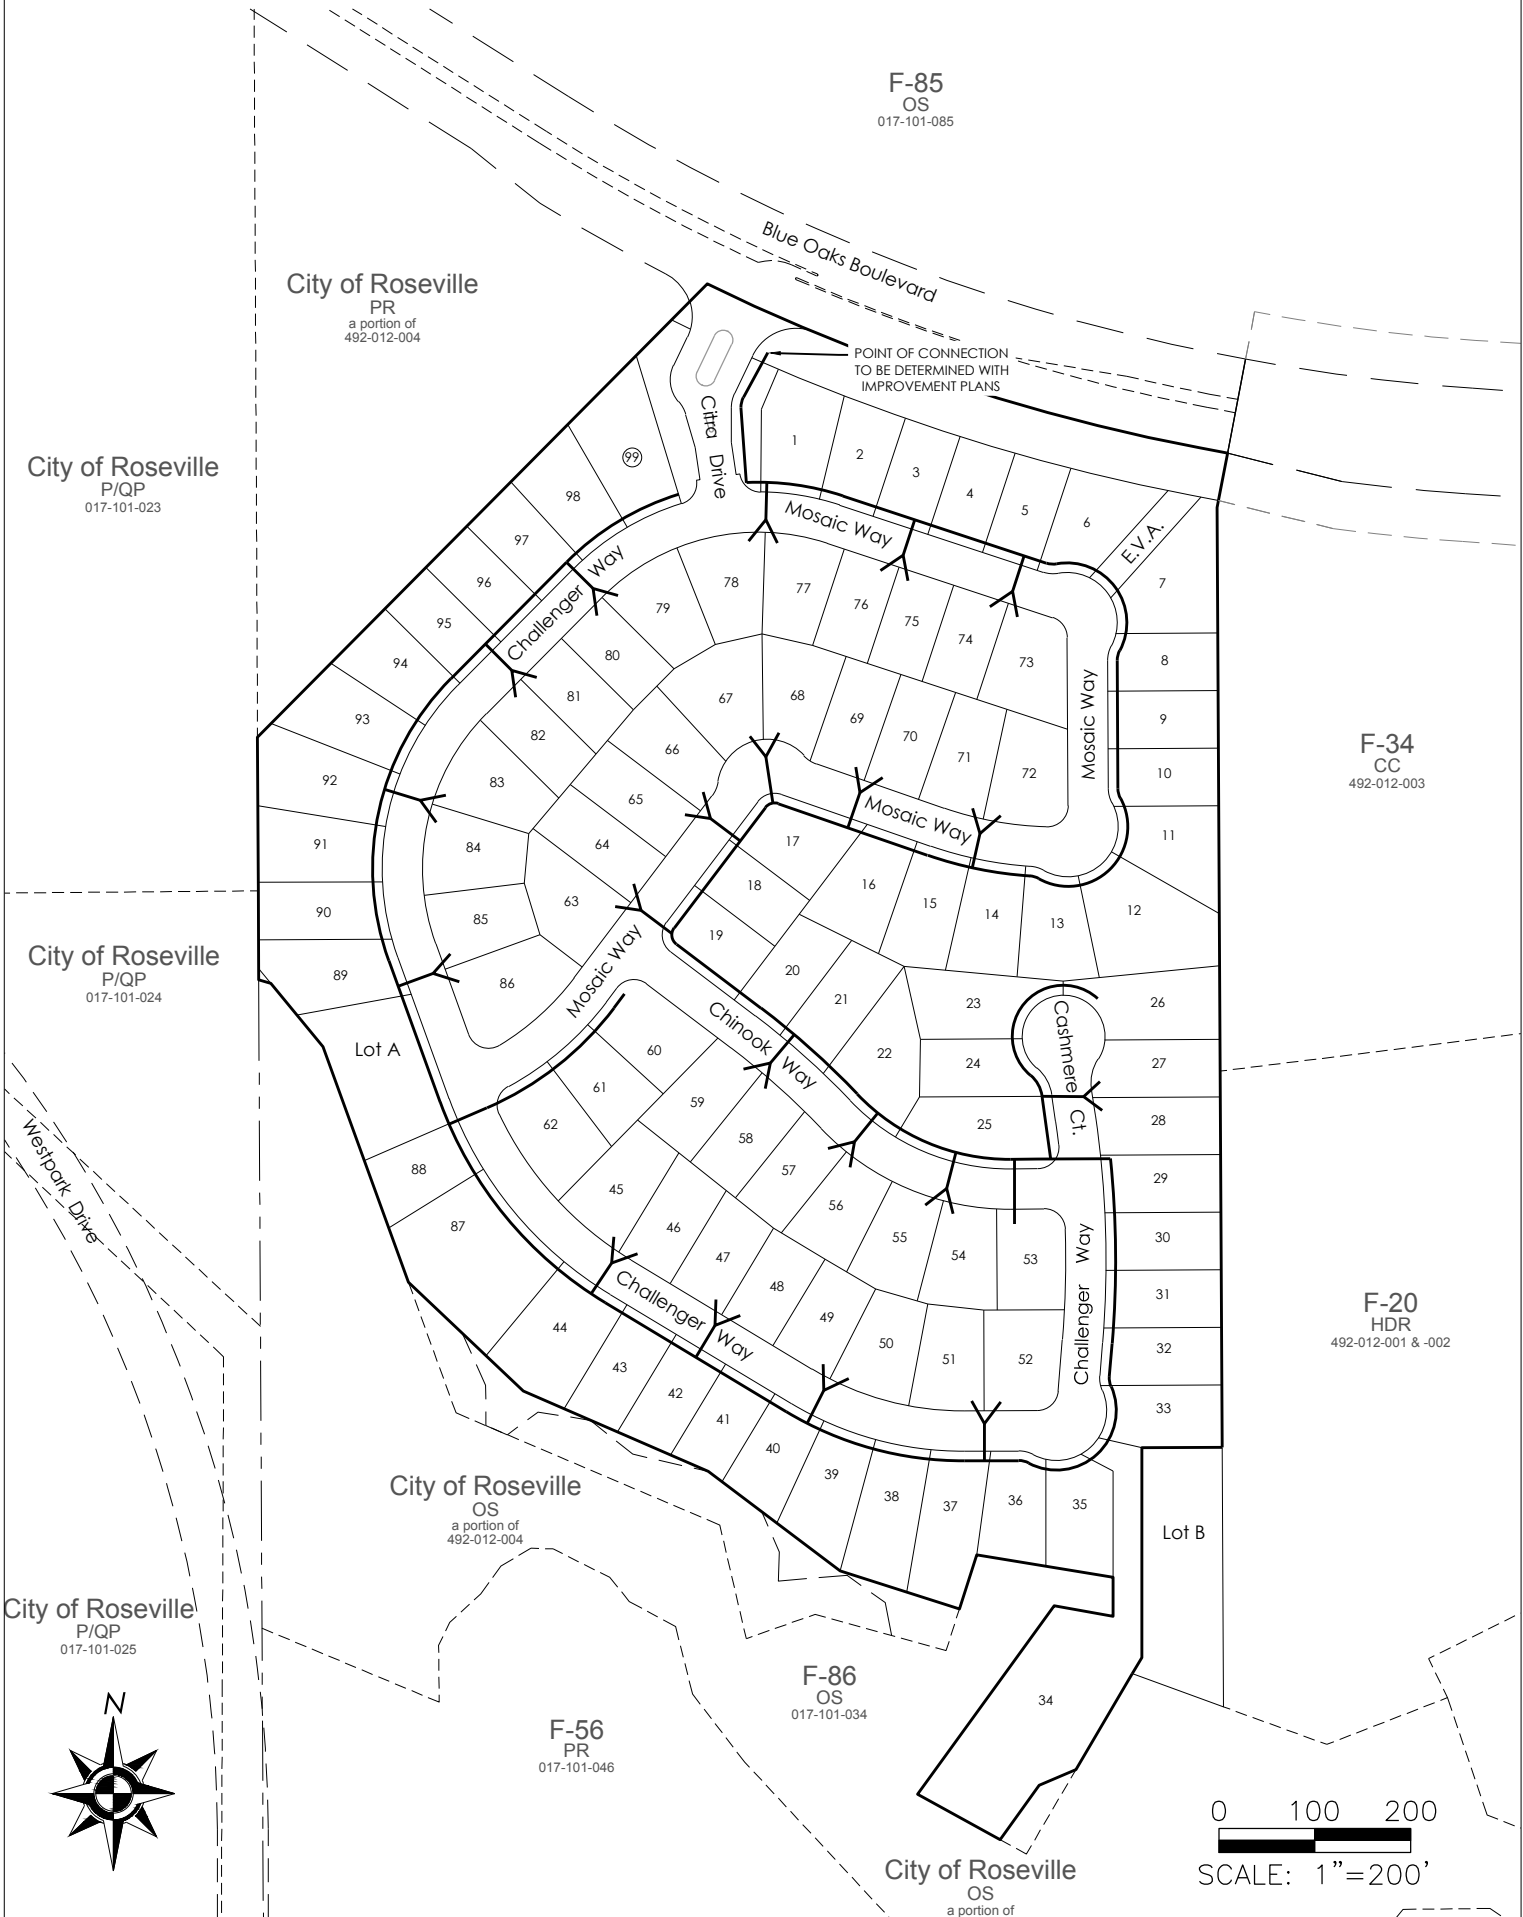 F-85
OS
017-101-085
Blue Oaks Boulevard
City of Roseville
PR
a portion of
492-012-004
POINT OF CONNECTION
TO BE DETERMINED WITH
IMPROVEMENT PLANS
Citra Drive
City of Roseville
P/QP
017-101-023
99
98
97
96
95
94
93
92
91
90
89
1
2
3
4
5
6
E.V.A.
7
8
9
10
11
12
13
14
15
16
17
18
19
20
21
22
23
24
25
26
27
28
29
30
31
32
33
Mosaic Way
Challenger Way
78
77
76
75
74
73
79
80
81
82
83
84
85
86
67
68
69
70
71
72
66
65
64
63
Mosaic Way
Mosaic Way
F-34
CC
492-012-003
City of Roseville
P/QP
017-101-024
Mosaic Way
Chinook Way
Cashmere Ct.
Lot A
60
61
62
59
58
57
56
55
54
53
88
87
45
46
47
48
49
50
51
52
Westpark Drive
Challenger Way
Challenger Way
F-20
HDR
492-012-001 & -002
44
43
42
41
40
39
38
37
36
35
Lot B
City of Roseville
OS
a portion of
492-012-004
City of Roseville
P/QP
017-101-025
F-86
OS
017-101-034
34
F-56
PR
017-101-046
N
0 100 200
SCALE: 1"=200'
City of Roseville
OS
a portion of